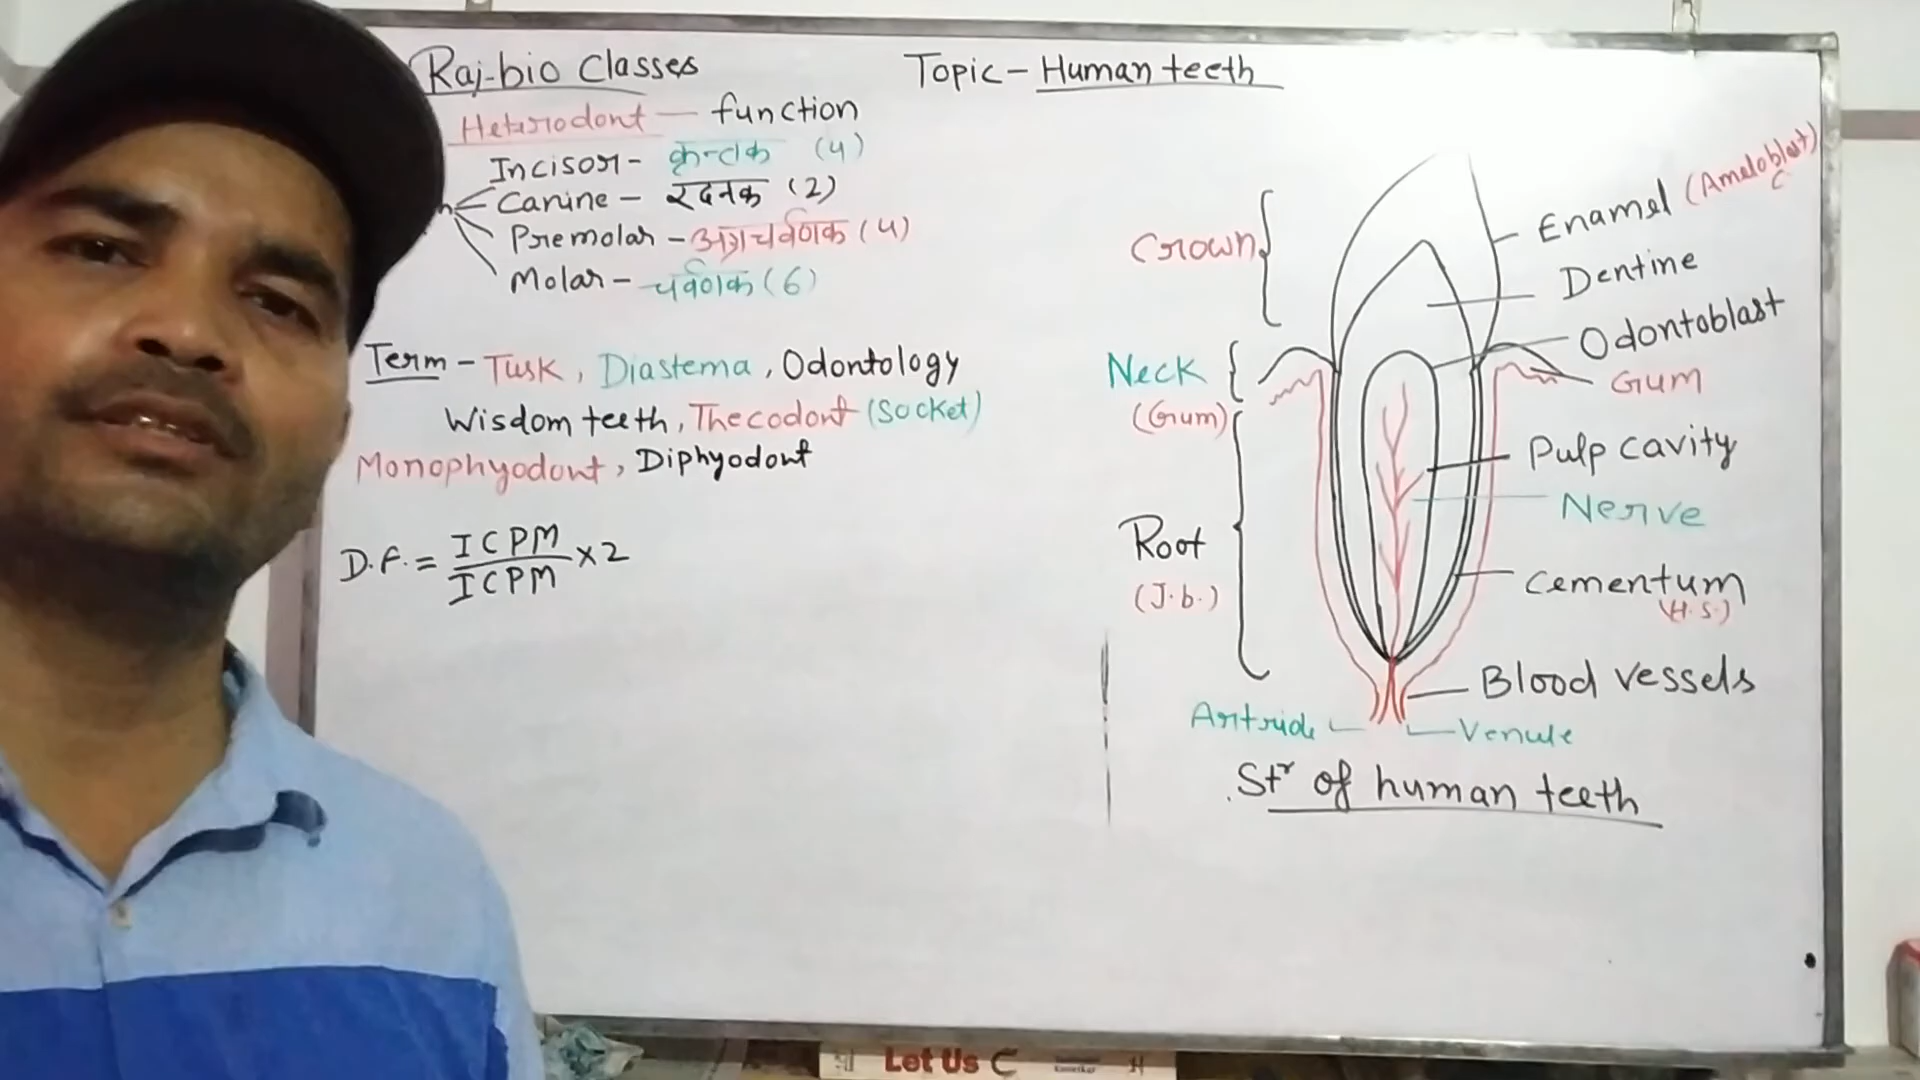 Raj-bio Classes
Topic - Human teeth
Heterodont — function
Incisor - कृन्तक (4)
Canine - रदनक (2)
Premolar - अग्रचर्वणक (4)
Molar - चर्वणक (6)
Term - Tusk, Diastema, Odontology
Wisdom teeth, Thecodont (Socket)
Monophyodont, Diphyodont
D.F. = ICPM / ICPM × 2
Crown
Neck
(Gum)
Root
(J.b.)
Enamel (Ameloblast)
Dentine
Odontoblast
Gum
Pulp cavity
Nerve
Cementum
(H.S.)
Blood vessels
Venule
Str of human teeth
Let Us C